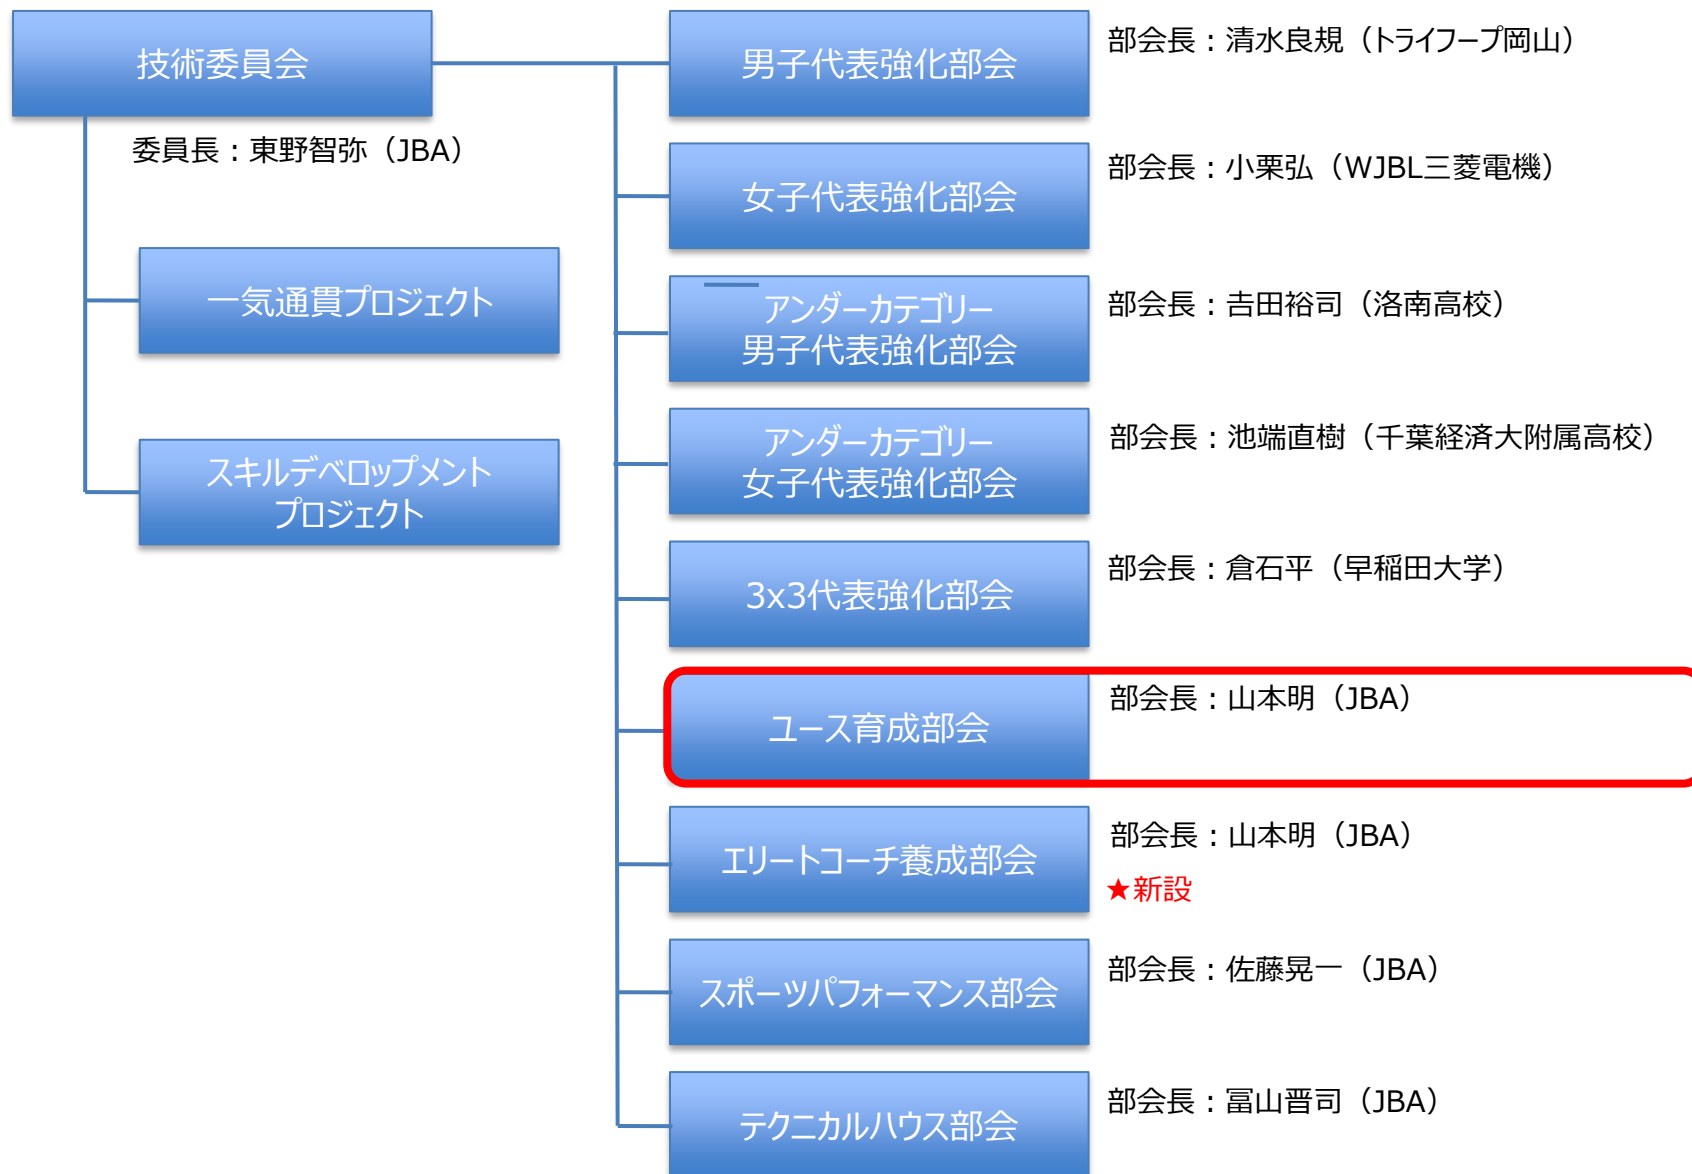 技術委員会
委員長：東野智弥（JBA）
一気通貫プロジェクト
スキルデベロップメント
プロジェクト
男子代表強化部会
部会長：清水良規（トライフープ岡山）
女子代表強化部会
部会長：小栗弘（WJBL三菱電機）
アンダーカテゴリー
男子代表強化部会
部会長：吉田裕司（洛南高校）
アンダーカテゴリー
女子代表強化部会
部会長：池端直樹（千葉経済大附属高校）
3x3代表強化部会
部会長：倉石平（早稲田大学）
ユース育成部会
部会長：山本明（JBA）
エリートコーチ養成部会
部会長：山本明（JBA）
★新設
スポーツパフォーマンス部会
部会長：佐藤晃一（JBA）
テクニカルハウス部会
部会長：冨山晋司（JBA）